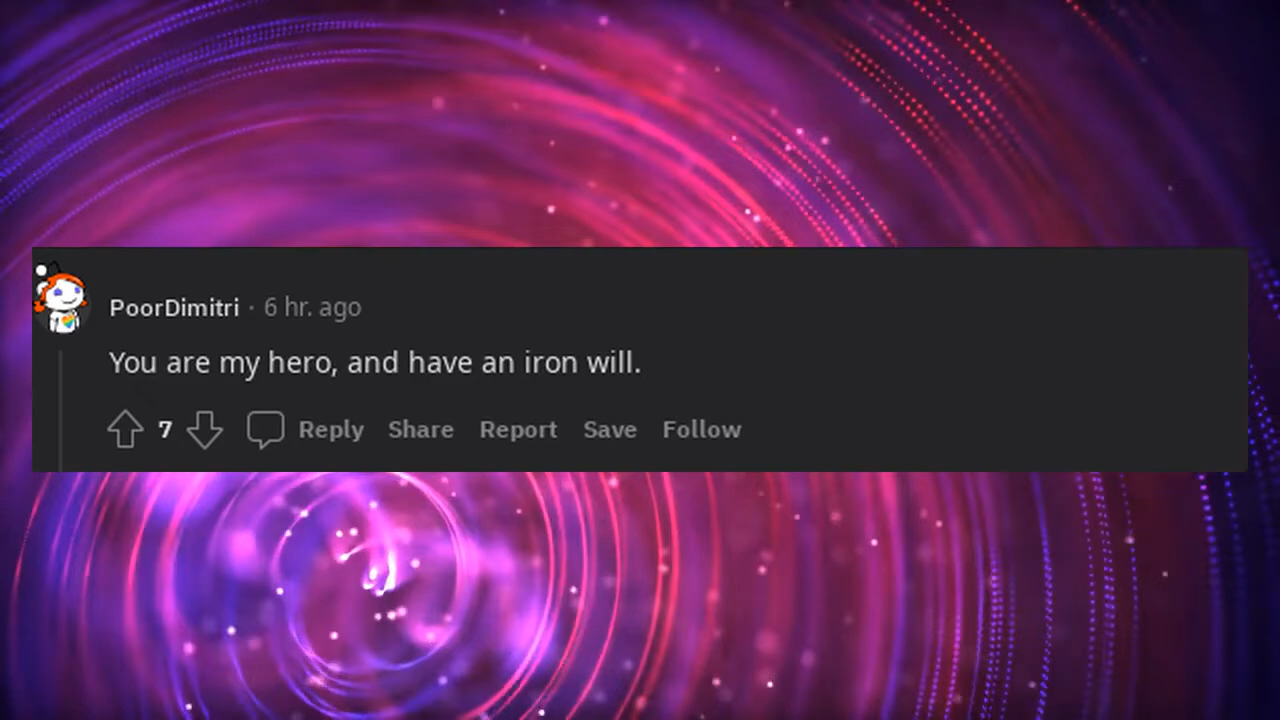 PoorDimitri · 6 hr. ago
You are my hero, and have an iron will.
7 Reply Share Report Save Follow